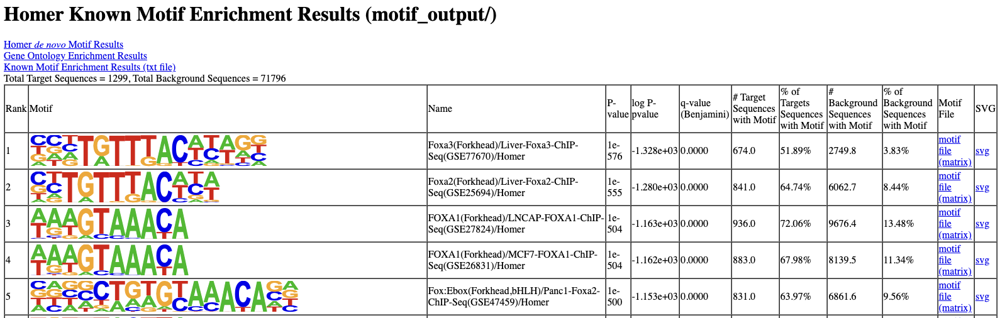 Homer Known Motif Enrichment Results (motif_output/)
Homer de novo Motif Results
Gene Ontology Enrichment Results
Known Motif Enrichment Results (txt file)
Total Target Sequences = 1299, Total Background Sequences = 71796
Rank Motif Name P-value log P-pvalue q-value (Benjamini) # Target Sequences with Motif % of Targets Sequences with Motif # Background Sequences with Motif % of Background Sequences with Motif Motif File SVG
1 Foxa3(Forkhead)/Liver-Foxa3-ChIP-Seq(GSE77670)/Homer 1e-576 -1.328e+03 0.0000 674.0 51.89% 2749.8 3.83% motif file (matrix) svg
2 Foxa2(Forkhead)/Liver-Foxa2-ChIP-Seq(GSE25694)/Homer 1e-555 -1.280e+03 0.0000 841.0 64.74% 6062.7 8.44% motif file (matrix) svg
3 FOXA1(Forkhead)/LNCAP-FOXA1-ChIP-Seq(GSE27824)/Homer 1e-504 -1.163e+03 0.0000 936.0 72.06% 9676.4 13.48% motif file (matrix) svg
4 FOXA1(Forkhead)/MCF7-FOXA1-ChIP-Seq(GSE26831)/Homer 1e-504 -1.162e+03 0.0000 883.0 67.98% 8139.5 11.34% motif file (matrix) svg
5 Fox:Ebox(Forkhead,bHLH)/Panc1-Foxa2-ChIP-Seq(GSE47459)/Homer 1e-500 -1.153e+03 0.0000 831.0 63.97% 6861.6 9.56% motif file (matrix) svg